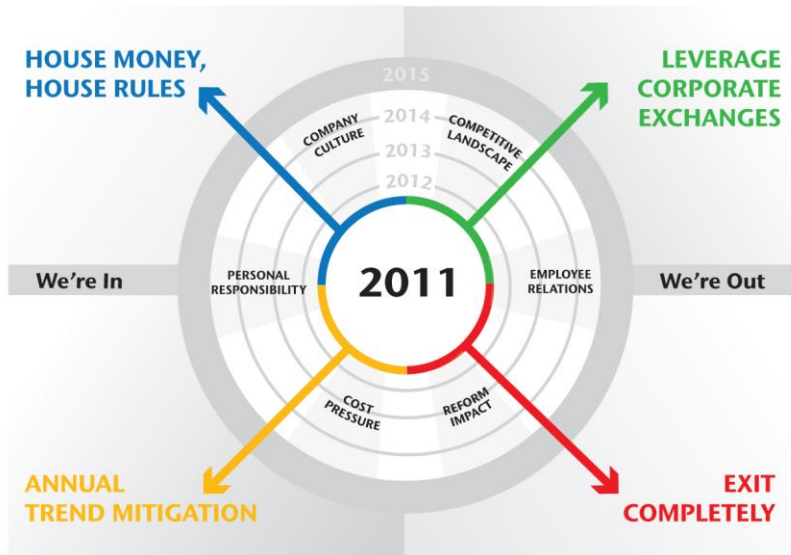 HOUSE MONEY,
HOUSE RULES
LEVERAGE
CORPORATE
EXCHANGES
2015
2014
2013
2012
COMPANY
CULTURE
COMPETITIVE
LANDSCAPE
We're In
PERSONAL
RESPONSIBILITY
2011
EMPLOYEE
RELATIONS
We're Out
COST
PRESSURE
REFORM
IMPACT
ANNUAL
TREND MITIGATION
EXIT
COMPLETELY